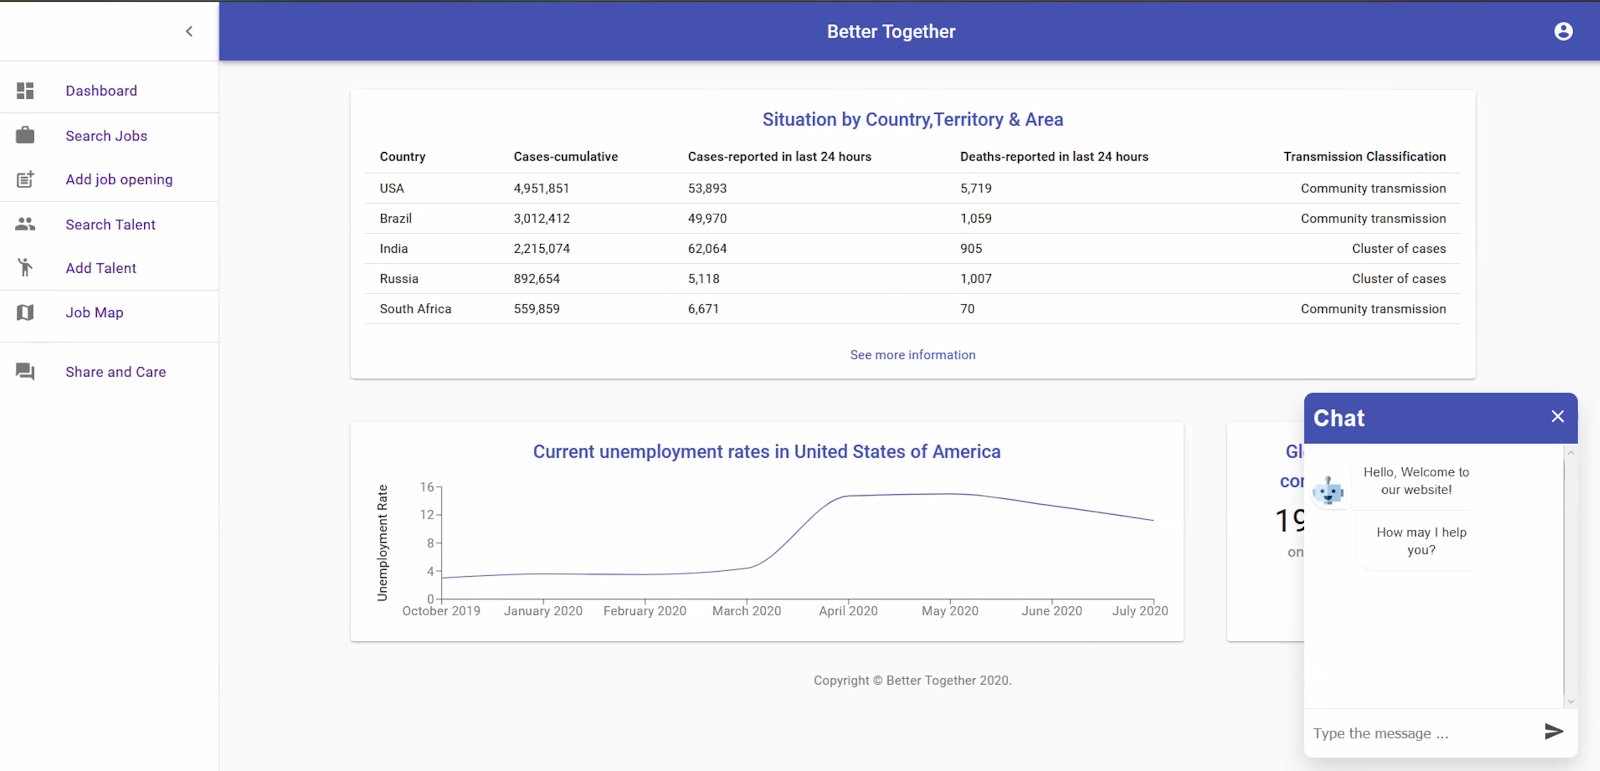 Better Together
Dashboard
Search Jobs
Add job opening
Search Talent
Add Talent
Job Map
Share and Care
Situation by Country,Territory & Area
Country Cases-cumulative Cases-reported in last 24 hours Deaths-reported in last 24 hours Transmission Classification
USA 4,951,851 53,893 5,719 Community transmission
Brazil 3,012,412 49,970 1,059 Community transmission
India 2,215,074 62,064 905 Cluster of cases
Russia 892,654 5,118 1,007 Cluster of cases
South Africa 559,859 6,671 70 Community transmission
See more information
Current unemployment rates in United States of America
Unemployment Rate
16
12
8
4
0
October 2019 January 2020 February 2020 March 2020 April 2020 May 2020 June 2020 July 2020
Copyright © Better Together 2020.
Chat
Hello, Welcome to
our website!
How may I help
you?
Type the message ...